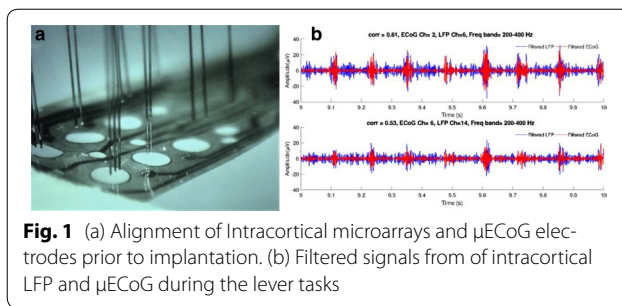 a
b
corr = 0.61, ECoG Ch= 2, LFP Ch=6, Freq band= 200-400 Hz
Filtered LFP Filtered ECoG
Amplitude(μV)
40
20
0
-20
-40
9 9.1 9.2 9.3 9.4 9.5 9.6 9.7 9.8 9.9 10
Time (s)
corr = 0.53, ECoG Ch= 6, LFP Ch=14, Freq band= 200-400 Hz
Filtered LFP Filtered ECoG
Amplitude(μV)
40
20
0
-20
-40
9 9.1 9.2 9.3 9.4 9.5 9.6 9.7 9.8 9.9 10
Time (s)
Fig. 1 (a) Alignment of Intracortical microarrays and μECoG elec-
trodes prior to implantation. (b) Filtered signals from of intracortical
LFP and μECoG during the lever tasks